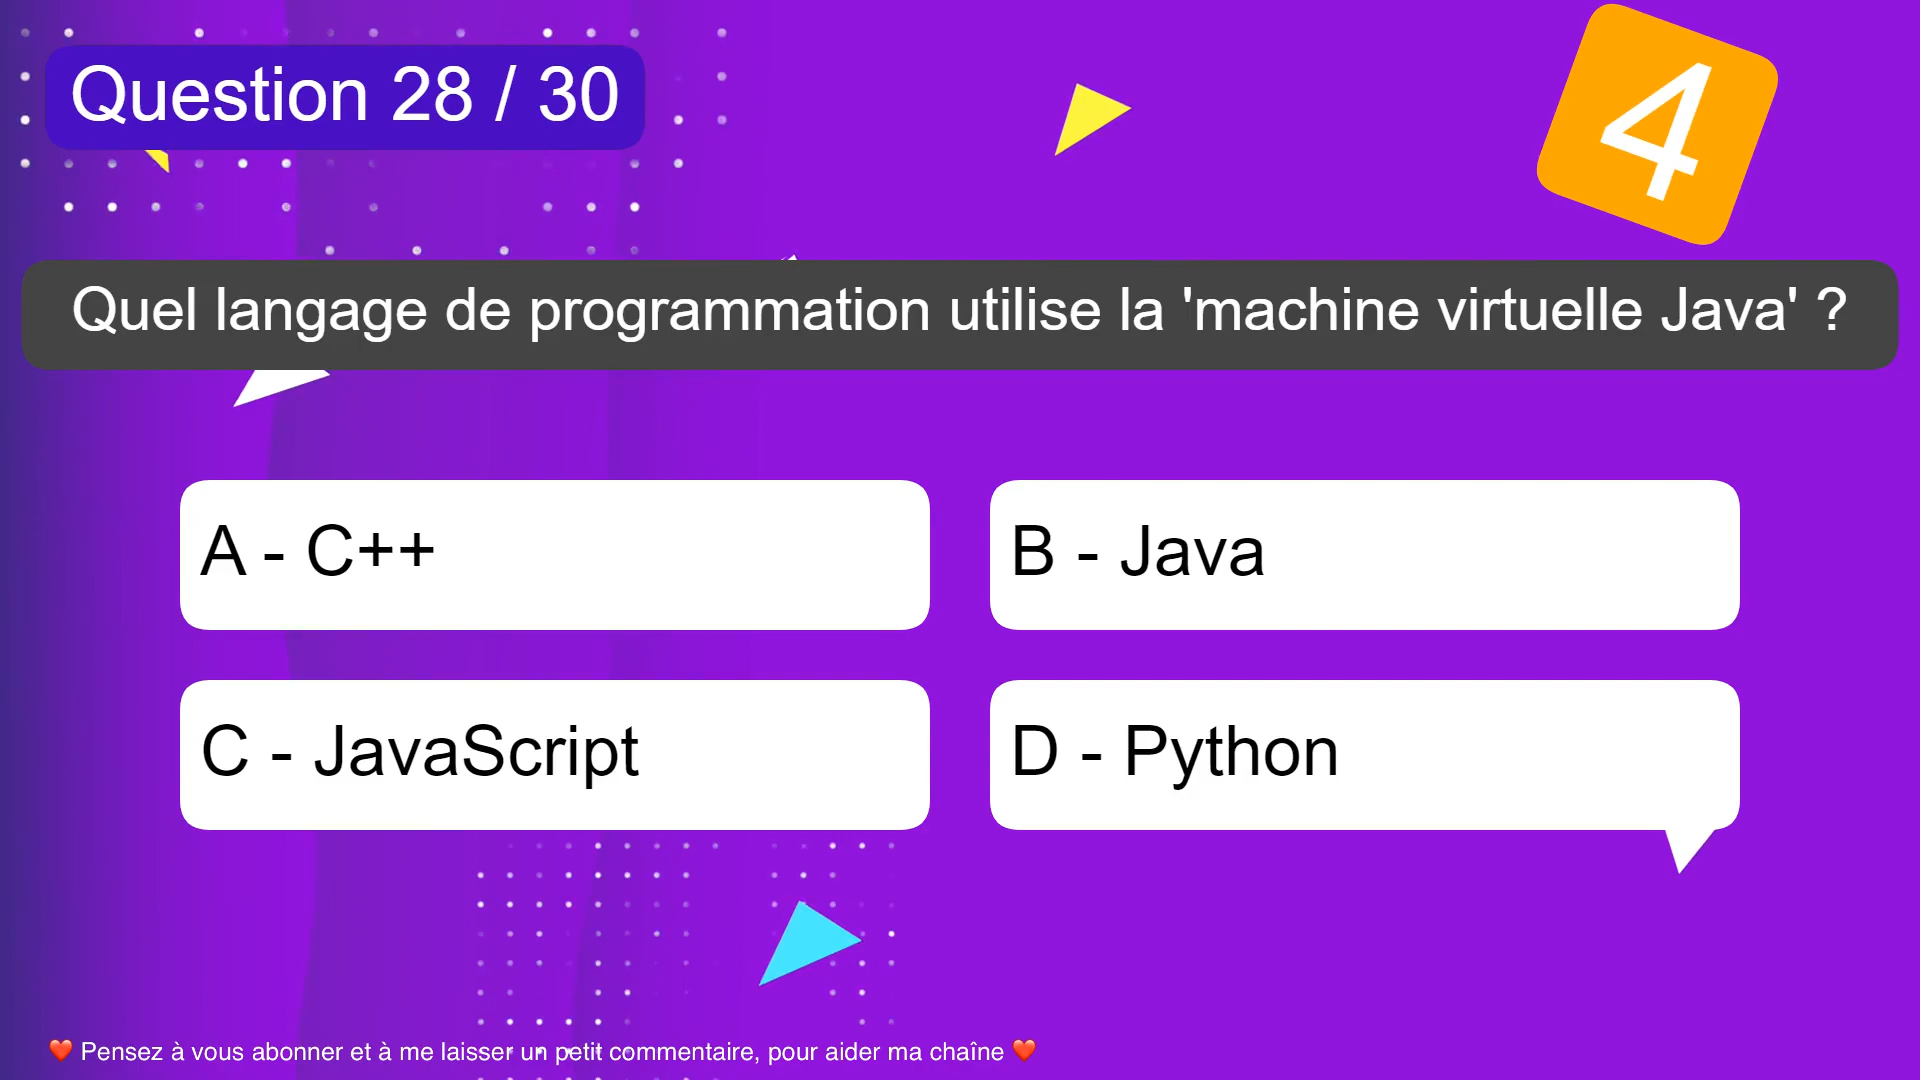 Question 28 / 30
4
Quel langage de programmation utilise la 'machine virtuelle Java' ?
A - C++
B - Java
C - JavaScript
D - Python
❤️ Pensez à vous abonner et à me laisser un petit commentaire, pour aider ma chaîne ❤️